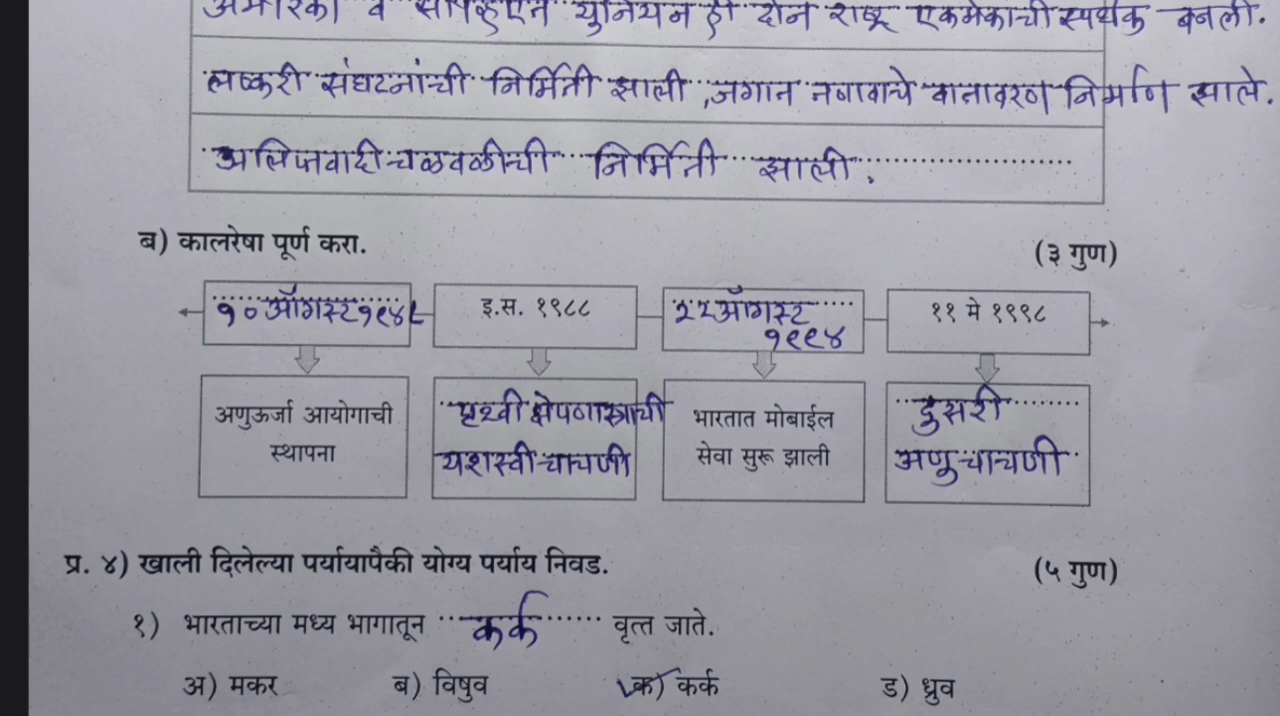 अमेरिका व सोव्हिएत युनियन ही दोन राष्ट्र एकमेकांची स्पर्धक बनली.
लष्करी संघटनांची निर्मिती झाली, जगात तणावाचे वातावरण निर्माण झाले.
अलिप्तवादी चळवळीची निर्मिती झाली.
ब) कालरेषा पूर्ण करा. (३ गुण)
१० ऑगस्ट १९४८ इ.स. १९८८ २२ ऑगस्ट १९९४ ११ मे १९९८
अणुऊर्जा आयोगाची स्थापना
पृथ्वी क्षेपणास्त्राची यशस्वी चाचणी
भारतात मोबाईल सेवा सुरू झाली
दुसरी अणुचाचणी
प्र. ४) खाली दिलेल्या पर्यायापैकी योग्य पर्याय निवड. (५ गुण)
१) भारताच्या मध्य भागातून कर्क वृत्त जाते.
अ) मकर ब) विषुव क) कर्क ड) ध्रुव